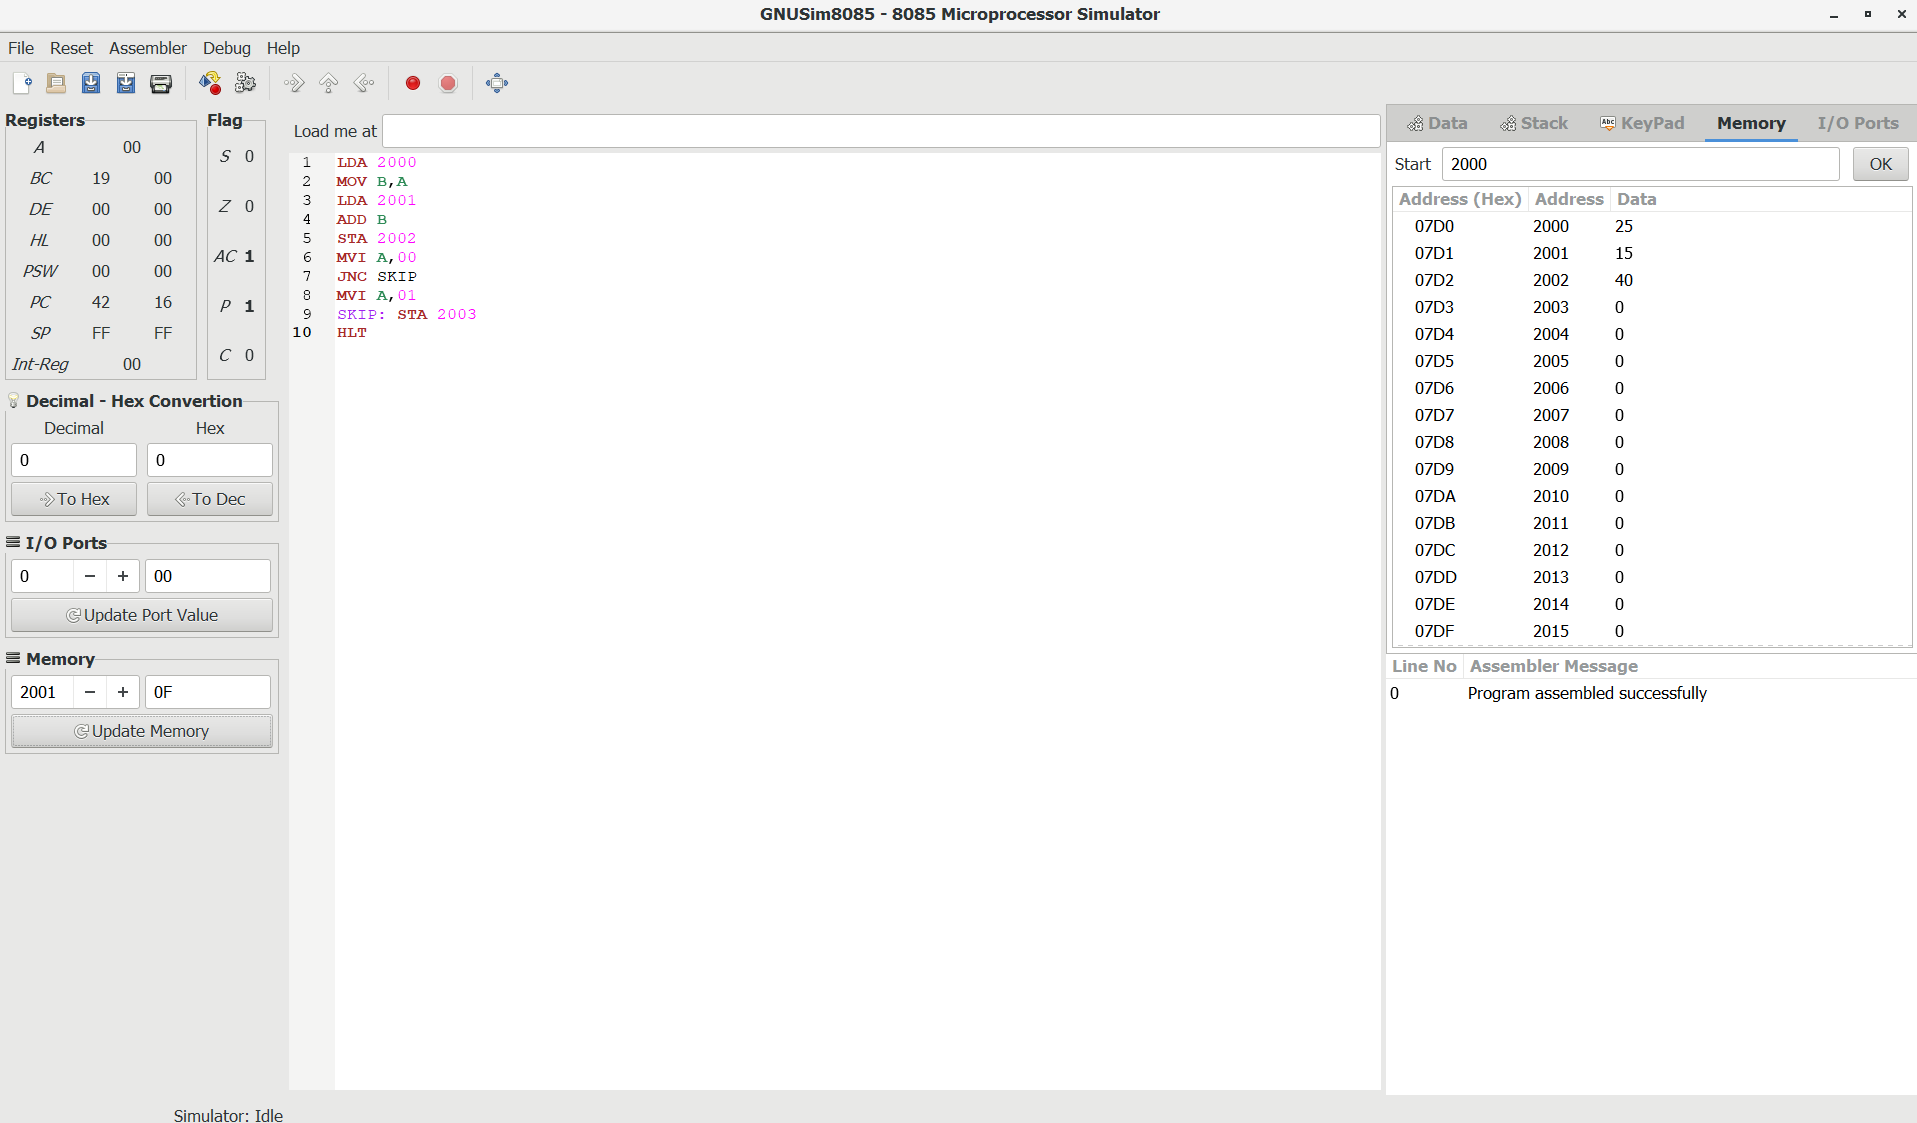 GNUSim8085 - 8085 Microprocessor Simulator
File Reset Assembler Debug Help
Registers
A 00
BC 19 00
DE 00 00
HL 00 00
PSW 00 00
PC 42 16
SP FF FF
Int-Reg 00
Flag
S 0
Z 0
AC 1
P 1
C 0
Decimal - Hex Convertion
Decimal Hex
0 0
To Hex To Dec
I/O Ports
0 − + 00
Update Port Value
Memory
2001 − + 0F
Update Memory
Load me at
1 LDA 2000
2 MOV B,A
3 LDA 2001
4 ADD B
5 STA 2002
6 MVI A,00
7 JNC SKIP
8 MVI A,01
9 SKIP: STA 2003
10 HLT
Data Stack Abc KeyPad Memory I/O Ports
Start 2000 OK
Address (Hex) Address Data
07D0 2000 25
07D1 2001 15
07D2 2002 40
07D3 2003 0
07D4 2004 0
07D5 2005 0
07D6 2006 0
07D7 2007 0
07D8 2008 0
07D9 2009 0
07DA 2010 0
07DB 2011 0
07DC 2012 0
07DD 2013 0
07DE 2014 0
07DF 2015 0
Line No Assembler Message
0 Program assembled successfully
Simulator: Idle